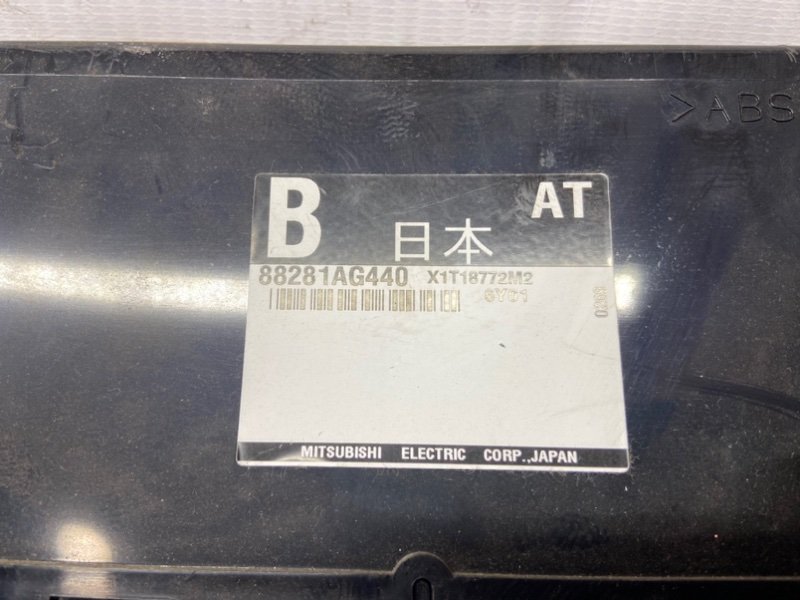 >ABS
B AT
日本
88281AG440 X1T18772M2
6Y01
MITSUBISHI ELECTRIC CORP.,JAPAN